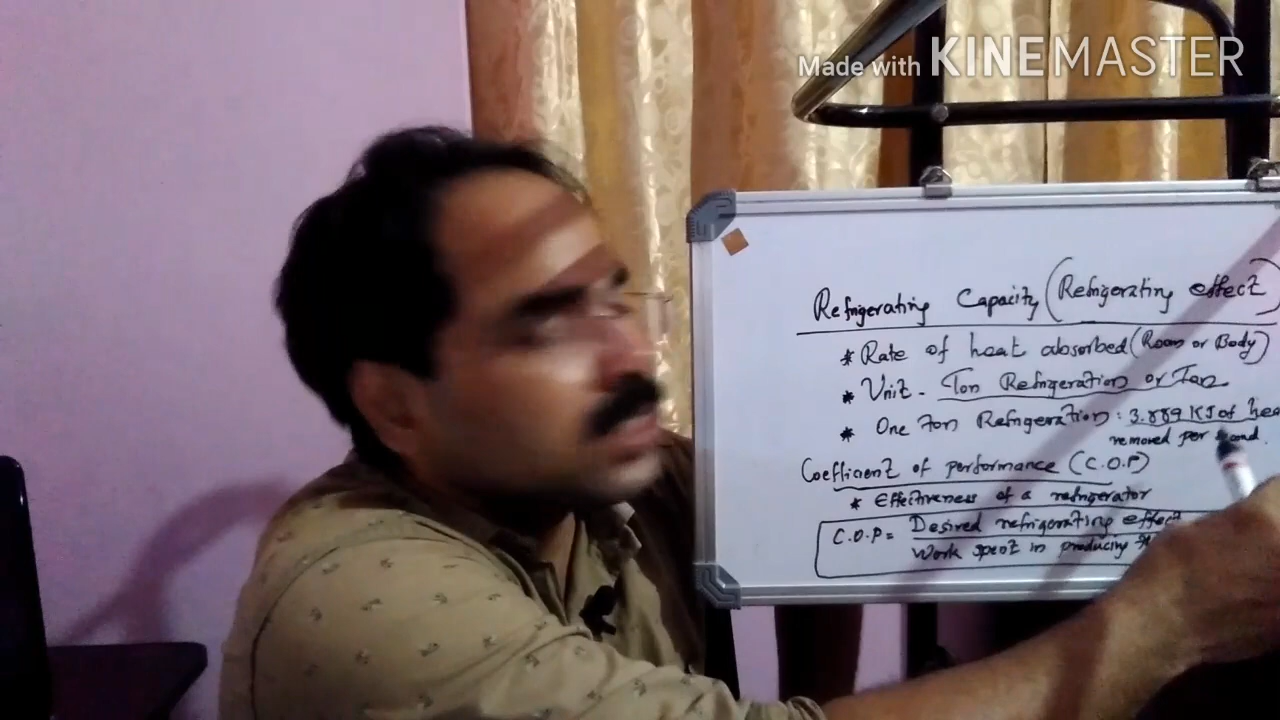 Made with KINEMASTER
Refrigerating Capacity (Refrigerating effect)
* Rate of heat absorbed (Room or Body)
* Unit - Ton Refrigeration or Ton
* One ton Refrigeration : 3.889 KJ of hea
removed per
Coefficient of performance (C.O.P)
* Effectiveness of a refrigerator
C.O.P = Desired refrigerating effect
Work spent in producing